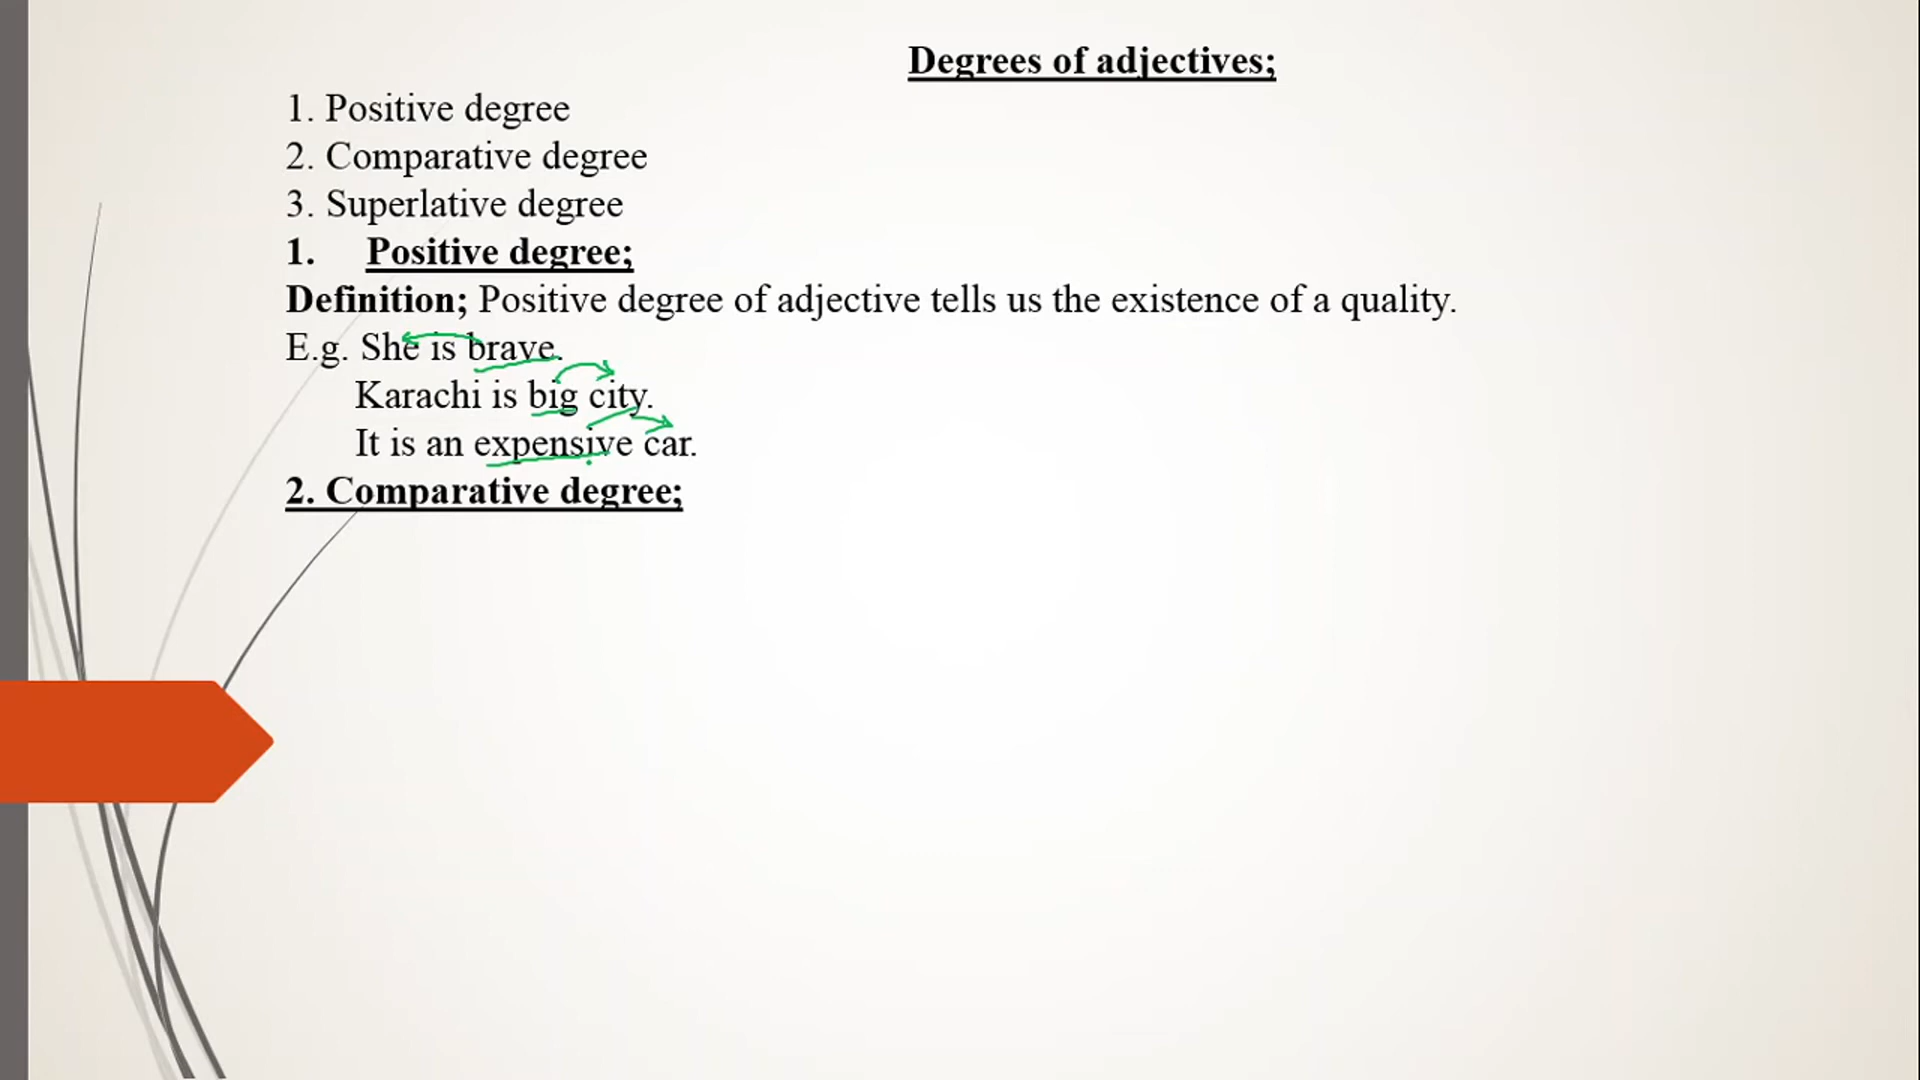 Degrees of adjectives;
1. Positive degree
2. Comparative degree
3. Superlative degree
1. Positive degree;
Definition; Positive degree of adjective tells us the existence of a quality.
E.g. She is brave.
Karachi is big city.
It is an expensive car.
2. Comparative degree;